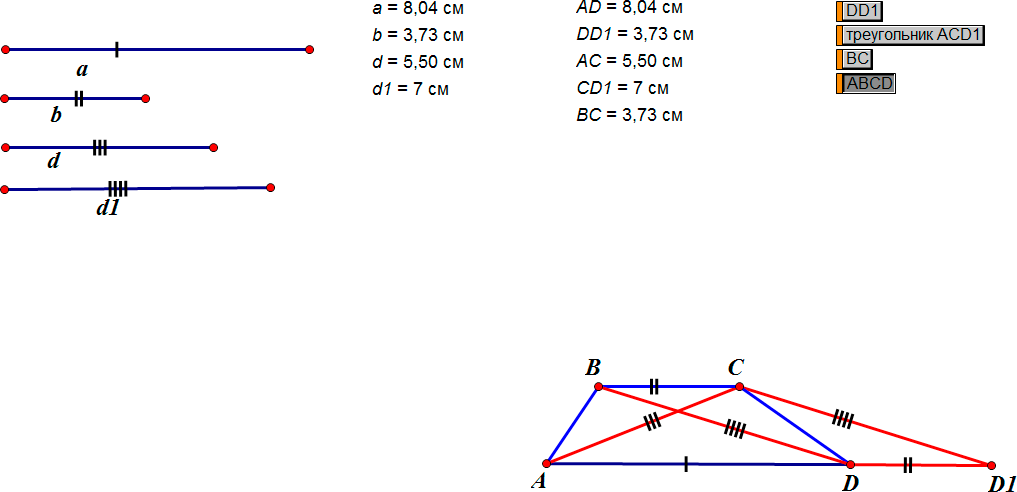 a
b
d
d1
a = 8,04 см
b = 3,73 см
d = 5,50 см
d1 = 7 см
AD = 8,04 см
DD1 = 3,73 см
AC = 5,50 см
CD1 = 7 см
BC = 3,73 см
DD1
треугольник ACD1
BC
ABCD
B C
A D D1